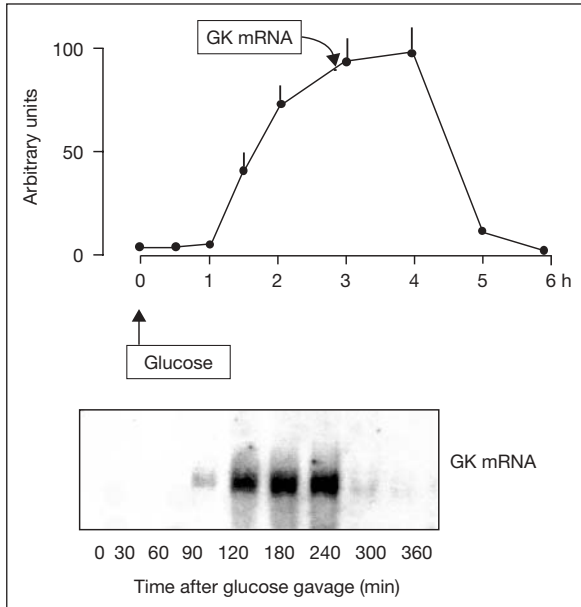 GK mRNA
100
50
0
Arbitrary units
0 1 2 3 4 5 6 h
Glucose
GK mRNA
0 30 60 90 120 180 240 300 360
Time after glucose gavage (min)